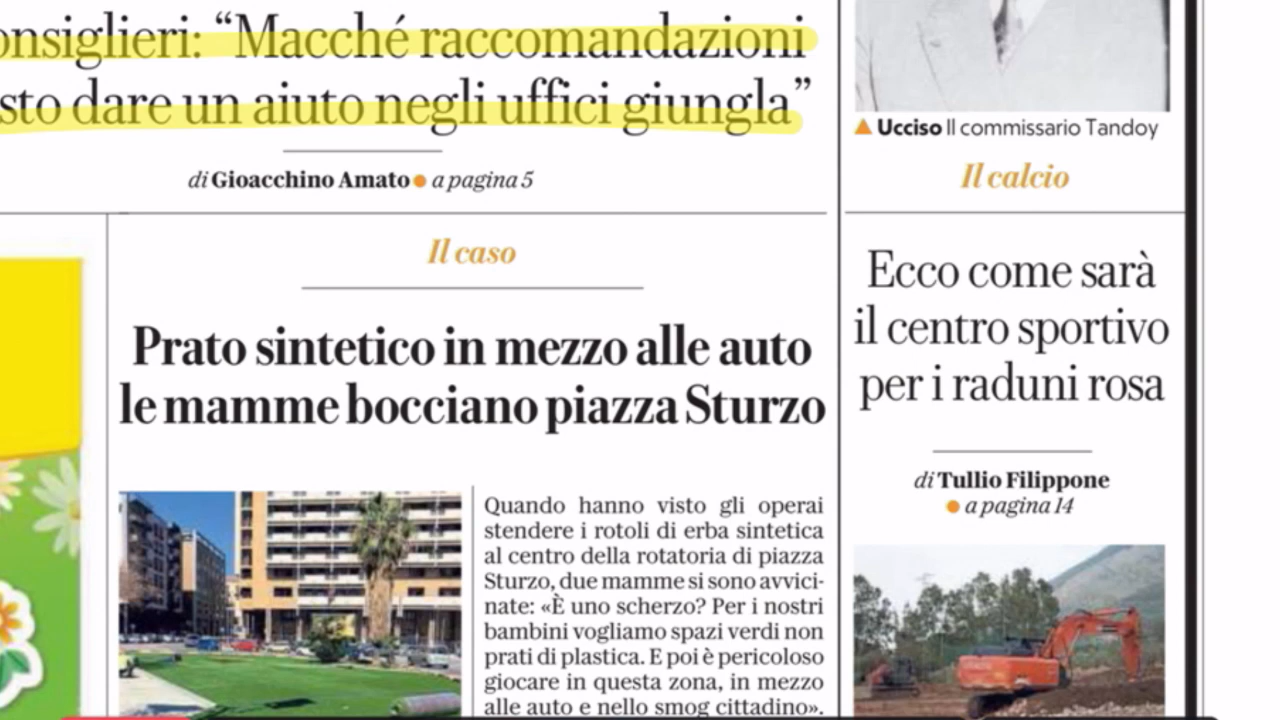 onsiglieri: “Macché raccomandazioni
sto dare un aiuto negli uffici giungla”
di Gioacchino Amato ● a pagina 5
Il caso
Prato sintetico in mezzo alle auto
le mamme bocciano piazza Sturzo
Quando hanno visto gli operai
stendere i rotoli di erba sintetica
al centro della rotatoria di piazza
Sturzo, due mamme si sono avvici-
nate: «È uno scherzo? Per i nostri
bambini vogliamo spazi verdi non
prati di plastica. E poi è pericoloso
giocare in questa zona, in mezzo
alle auto e nello smog cittadino».
▲ Ucciso Il commissario Tandoy
Il calcio
Ecco come sarà
il centro sportivo
per i raduni rosa
di Tullio Filippone
● a pagina 14